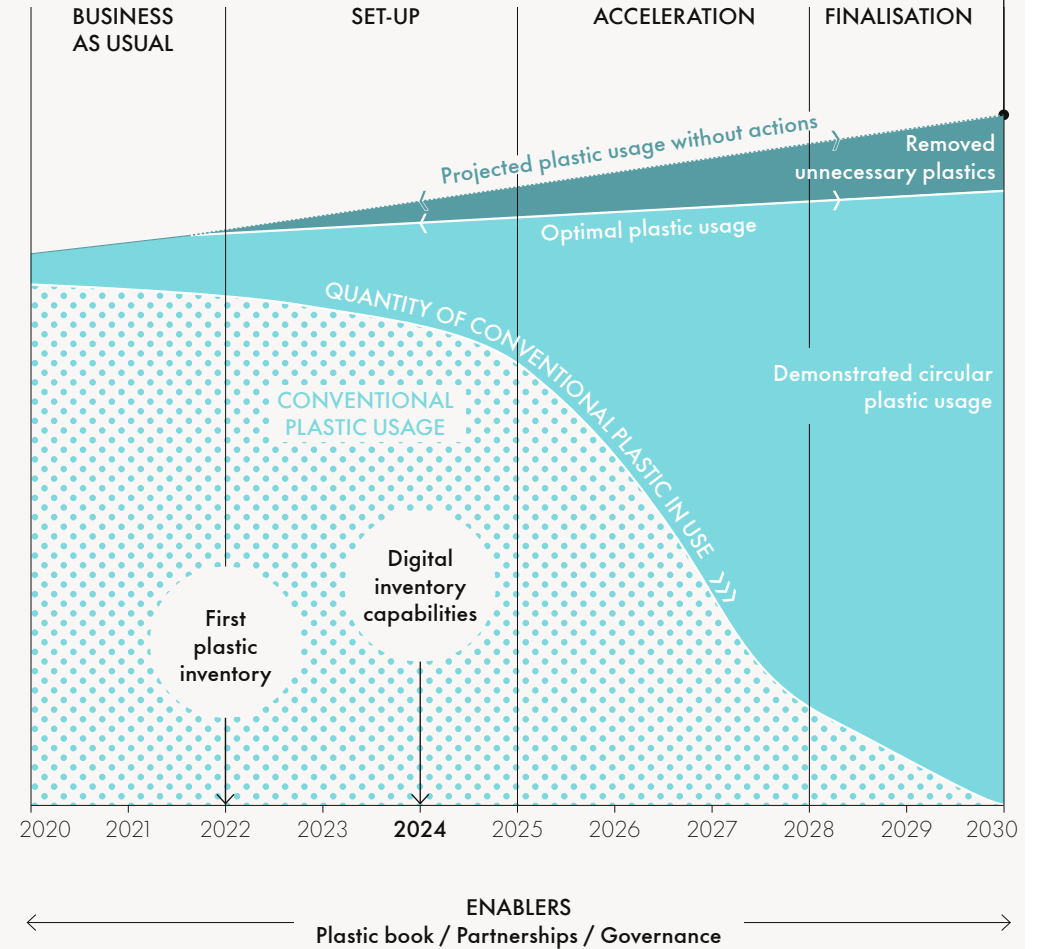 BUSINESS
AS USUAL
SET-UP
ACCELERATION
FINALISATION
Projected plastic usage without actions
Removed
unnecessary plastics
Optimal plastic usage
QUANTITY OF CONVENTIONAL PLASTIC IN USE
Demonstrated circular
plastic usage
CONVENTIONAL
PLASTIC USAGE
Digital
inventory
capabilities
First
plastic
inventory
2020 2021 2022 2023 2024 2025 2026 2027 2028 2029 2030
ENABLERS
Plastic book / Partnerships / Governance